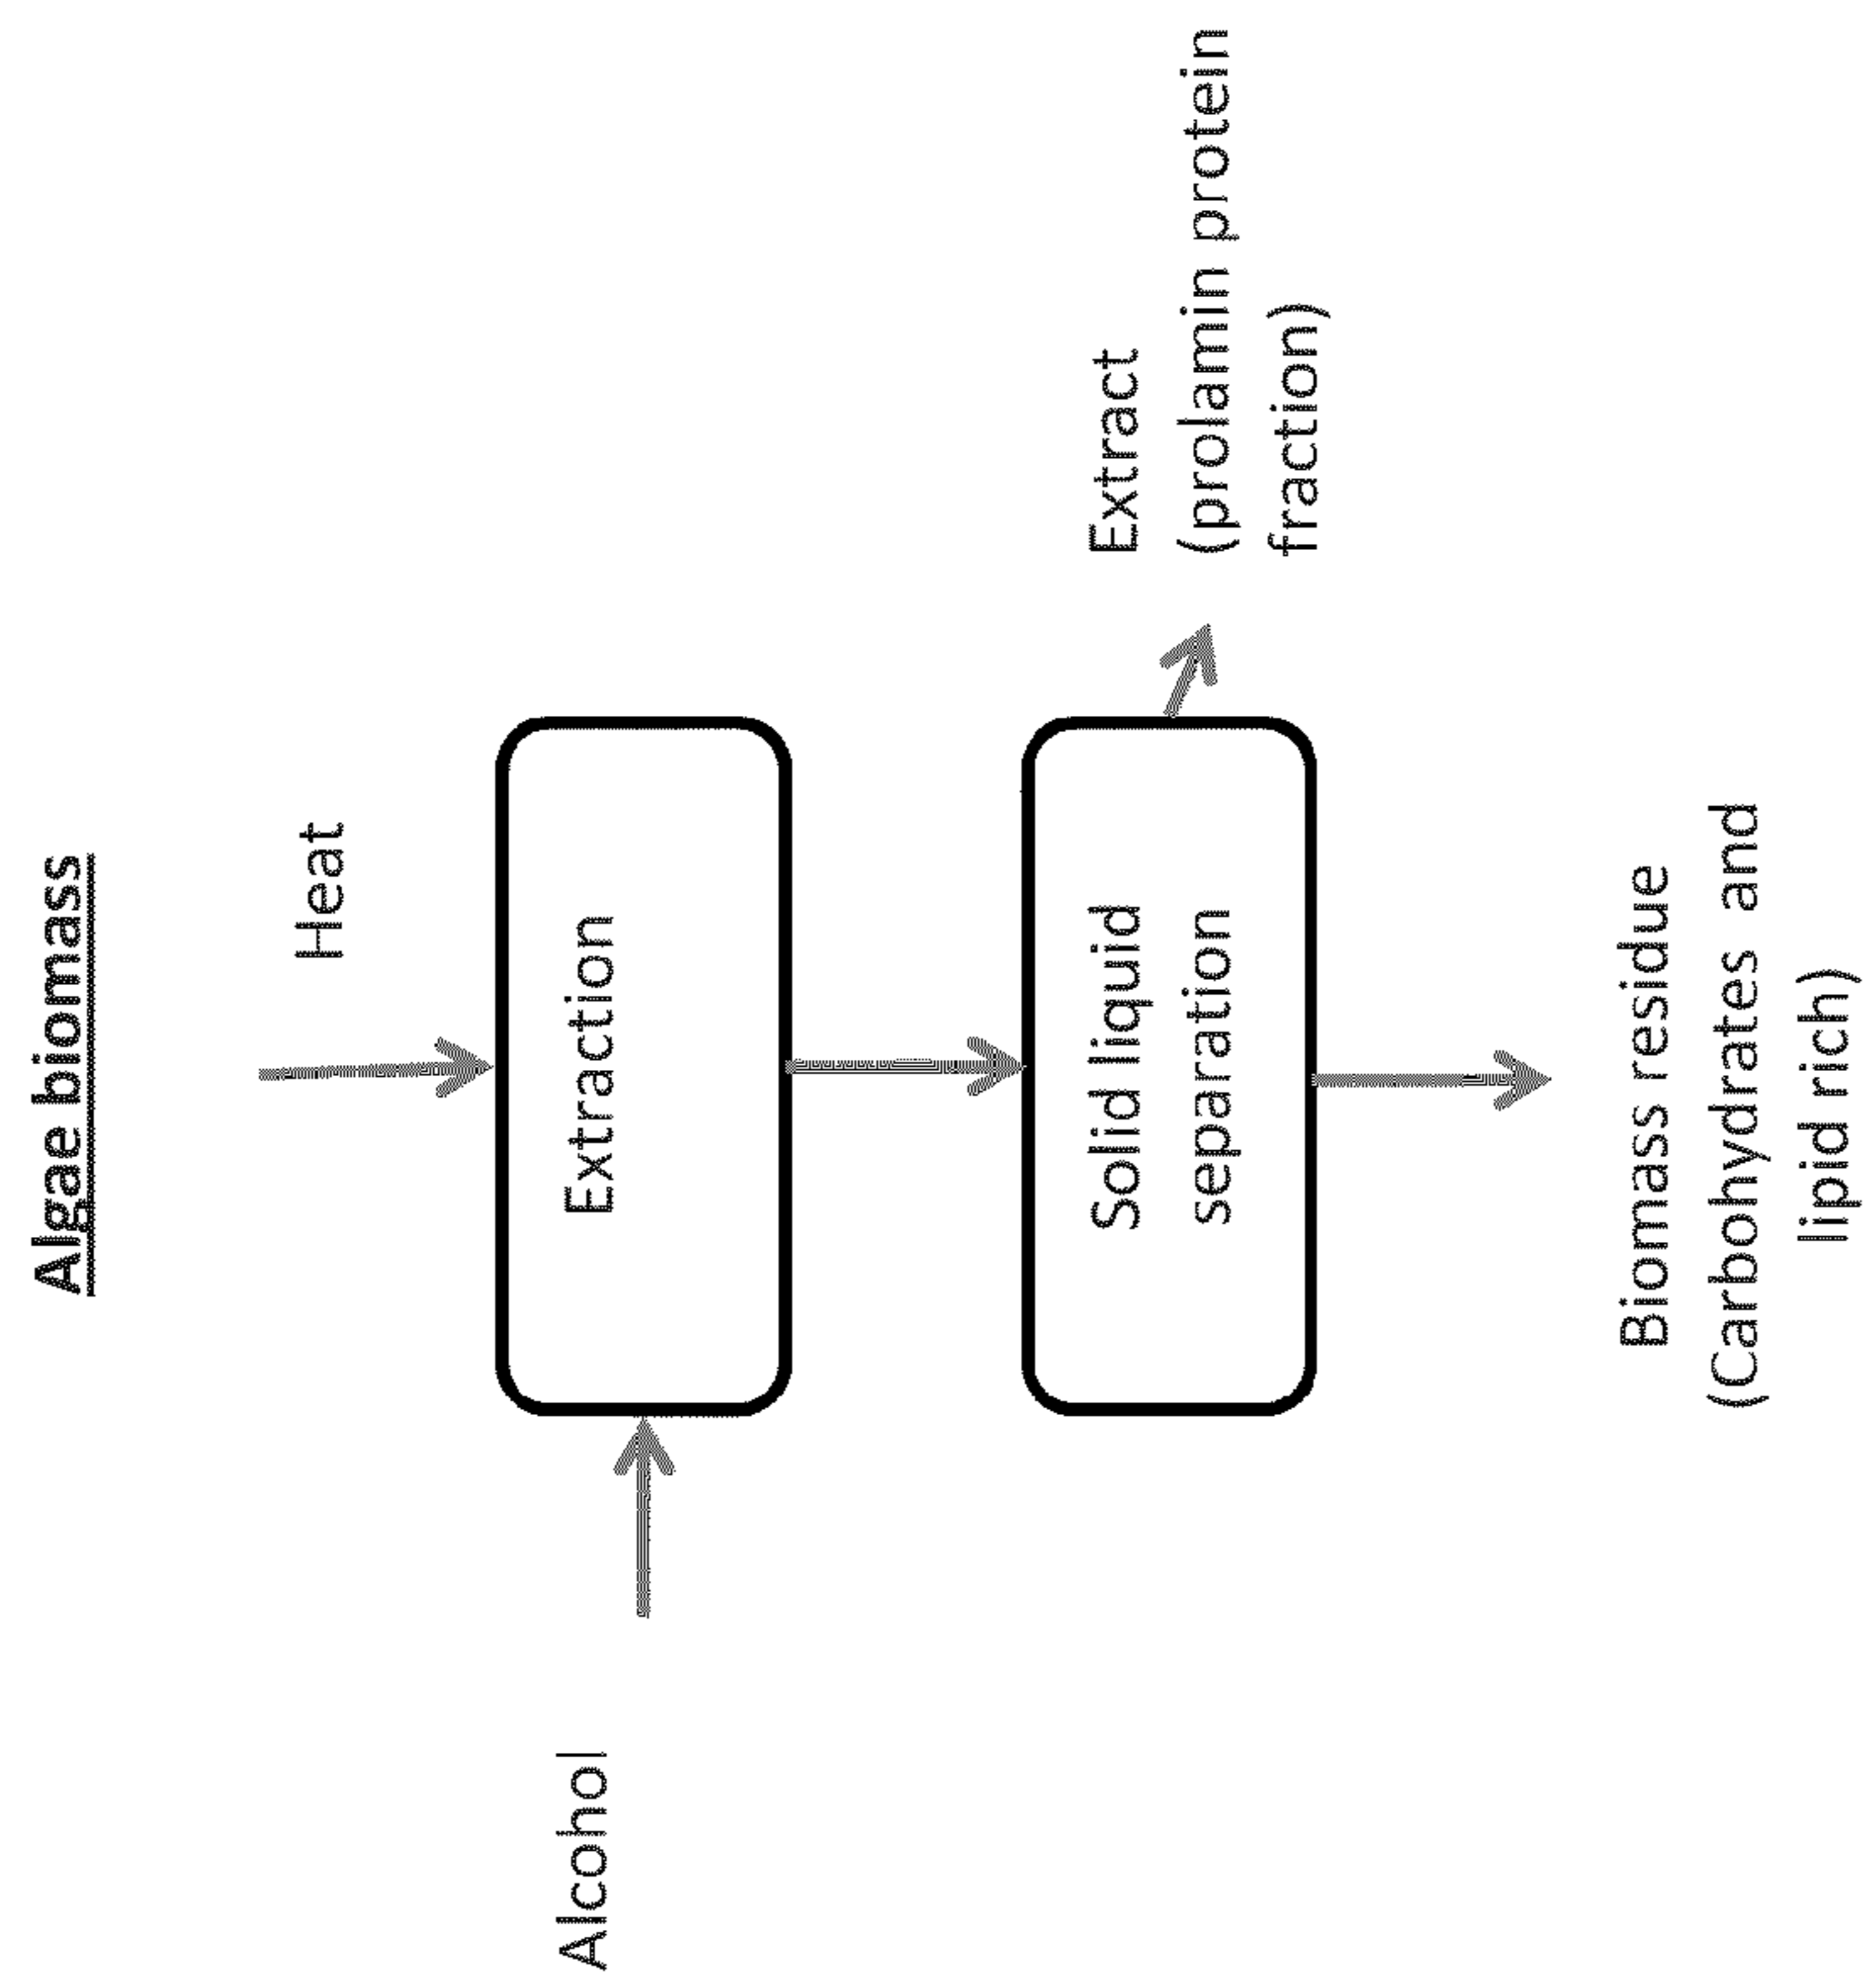 Algae biomass
Heat
Alcohol
Extraction
Solid liquid
separation
Extract
(prolamin protein
fraction)
Biomass residue
(Carbohydrates and
lipid rich)